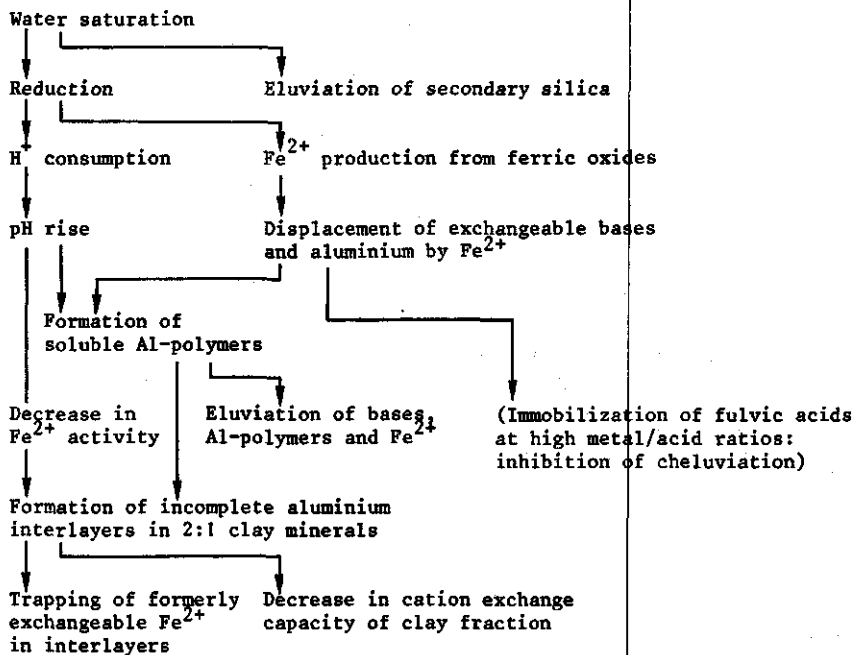 Water saturation
Reduction Eluviation of secondary silica
H⁺ consumption Fe²⁺ production from ferric oxides
pH rise Displacement of exchangeable bases
and aluminium by Fe²⁺
Formation of
soluble Al-polymers
Decrease in
Fe²⁺ activity
Eluviation of bases,
Al-polymers and Fe²⁺
(Immobilization of fulvic acids
at high metal/acid ratios:
inhibition of cheluviation)
Formation of incomplete aluminium
interlayers in 2:1 clay minerals
Trapping of formerly
exchangeable Fe²⁺
in interlayers
Decrease in cation exchange
capacity of clay fraction